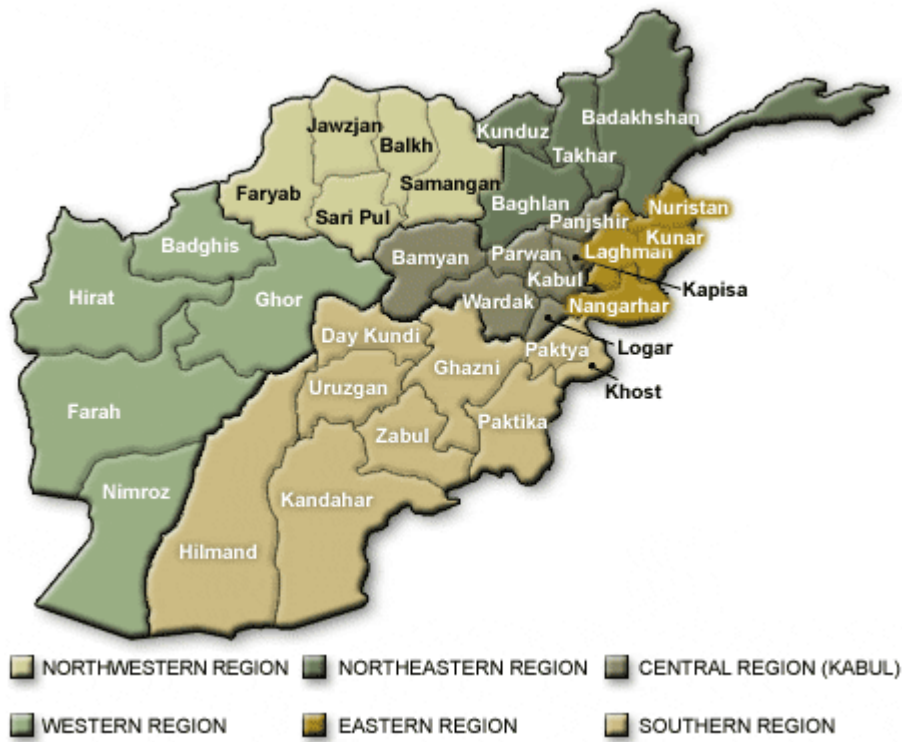 Badakhshan
Kunduz
Jawzjan
Balkh
Takhar
Samangan
Faryab
Baghlan
Nuristan
Sari Pul
Panjshir
Kunar
Badghis
Laghman
Parwan
Bamyan
Kabul
Kapisa
Hirat
Ghor
Wardak
Nangarhar
Day Kundi
Logar
Paktya
Ghazni
Uruzgan
Khost
Farah
Paktika
Zabul
Nimroz
Kandahar
Hilmand
NORTHWESTERN REGION
NORTHEASTERN REGION
CENTRAL REGION (KABUL)
WESTERN REGION
EASTERN REGION
SOUTHERN REGION